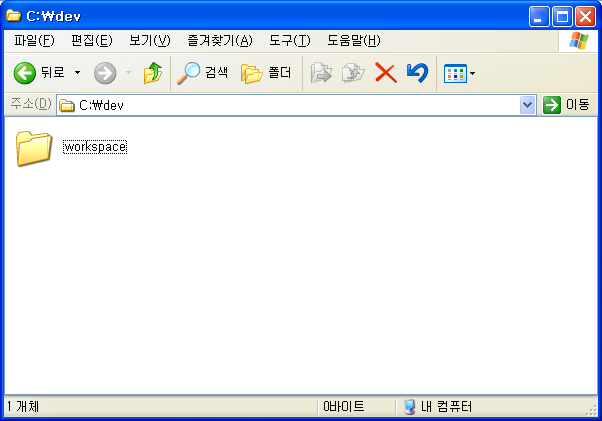 C:₩dev
파일(F) 편집(E) 보기(V) 즐겨찾기(A) 도구(T) 도움말(H)
뒤로 검색 폴더
주소(D) C:₩dev 이동
workspace
1 개체 0바이트 내 컴퓨터